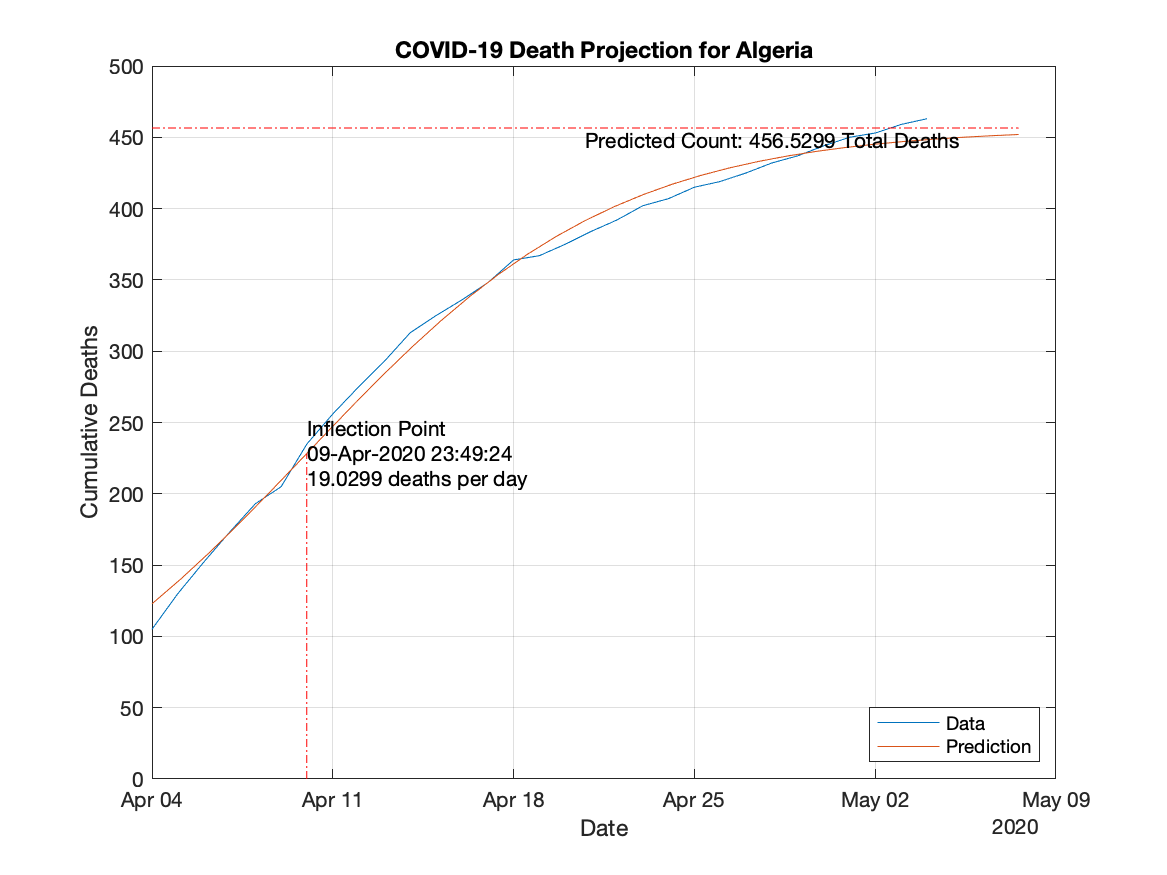 COVID-19 Death Projection for Algeria
500
450
400
350
300
250
200
150
100
50
0
Cumulative Deaths
Predicted Count: 456.5299 Total Deaths
Inflection Point
09-Apr-2020 23:49:24
19.0299 deaths per day
Data
Prediction
Apr 04
Apr 11
Apr 18
Apr 25
May 02
May 09
Date
2020